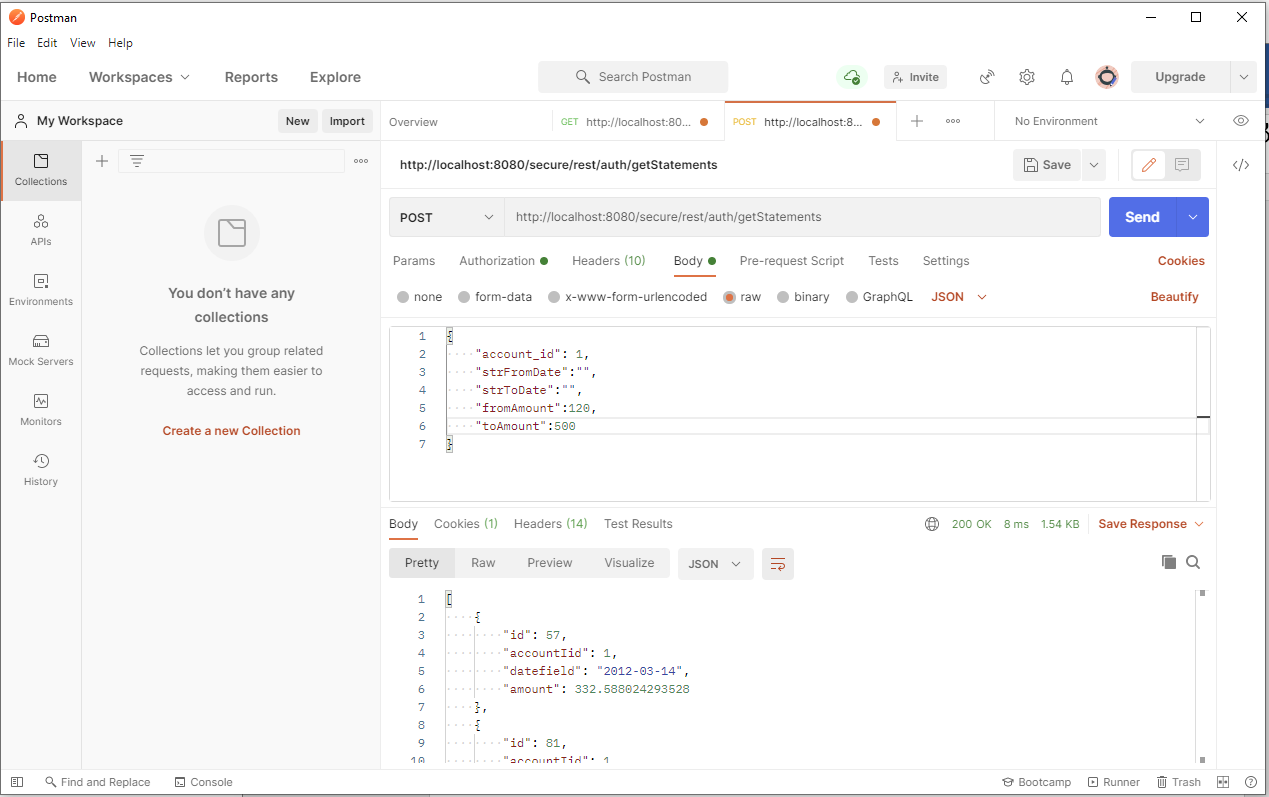 Postman
File Edit View Help
Home Workspaces Reports Explore Search Postman Invite Upgrade
My Workspace New Import
Overview GET http://localhost:80... POST http://localhost:8... No Environment
Collections
APIs
Environments
Mock Servers
Monitors
History
You don't have any
collections
Collections let you group related
requests, making them easier to
access and run.
Create a new Collection
http://localhost:8080/secure/rest/auth/getStatements Save
POST http://localhost:8080/secure/rest/auth/getStatements Send
Params Authorization Headers (10) Body Pre-request Script Tests Settings Cookies
none form-data x-www-form-urlencoded raw binary GraphQL JSON Beautify
1 {
2 "account_id": 1,
3 "strFromDate":"",
4 "strToDate":"",
5 "fromAmount":120,
6 "toAmount":500
7 }
Body Cookies (1) Headers (14) Test Results 200 OK 8 ms 1.54 KB Save Response
Pretty Raw Preview Visualize JSON
1 [
2 {
3 "id": 57,
4 "accountIid": 1,
5 "datefield": "2012-03-14",
6 "amount": 332.588024293528
7 },
8 {
9 "id": 81,
10 "accountIid": 1
Find and Replace Console Bootcamp Runner Trash